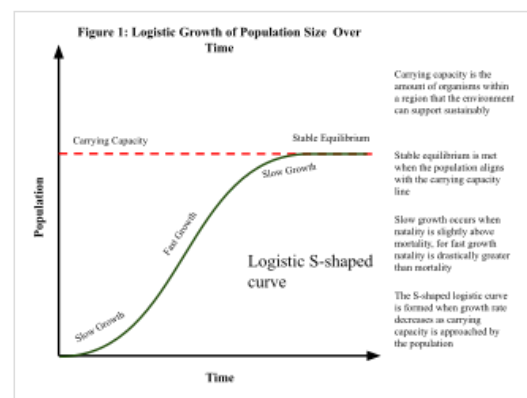 Figure 1: Logistic Growth of Population Size Over
Time
Carrying capacity is the
amount of organisms within
a region that the environment
can support sustainably
Carrying Capacity
Stable Equilibrium
Slow Growth
Stable equilibrium is met
when the population aligns
with the carrying capacity
line
Population
Fast Growth
Slow growth occurs when
natality is slightly above
mortality, for fast growth
natality is drastically greater
than mortality
Logistic S-shaped
curve
Slow Growth
The S-shaped logistic curve
is formed when growth rate
decreases as carrying
capacity is approached by
the population
Time